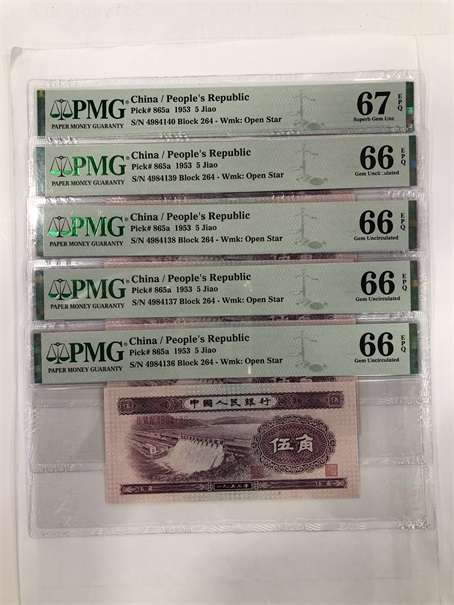 PMG
PAPER MONEY GUARANTY
China / People's Republic
Pick# 865a 1953 5 Jiao
S/N 4984140 Block 264 - Wmk: Open Star
67 EPQ
Superb Gem Unc
PMG
PAPER MONEY GUARANTY
China / People's Republic
Pick# 865a 1953 5 Jiao
S/N 4984139 Block 264 - Wmk: Open Star
66 EPQ
Gem Uncirculated
PMG
PAPER MONEY GUARANTY
China / People's Republic
Pick# 865a 1953 5 Jiao
S/N 4984138 Block 264 - Wmk: Open Star
66 EPQ
Gem Uncirculated
PMG
PAPER MONEY GUARANTY
China / People's Republic
Pick# 865a 1953 5 Jiao
S/N 4984137 Block 264 - Wmk: Open Star
66 EPQ
Gem Uncirculated
PMG
PAPER MONEY GUARANTY
China / People's Republic
Pick# 865a 1953 5 Jiao
S/N 4984136 Block 264 - Wmk: Open Star
66 EPQ
Gem Uncirculated
中國人民銀行
伍角
一九五三年